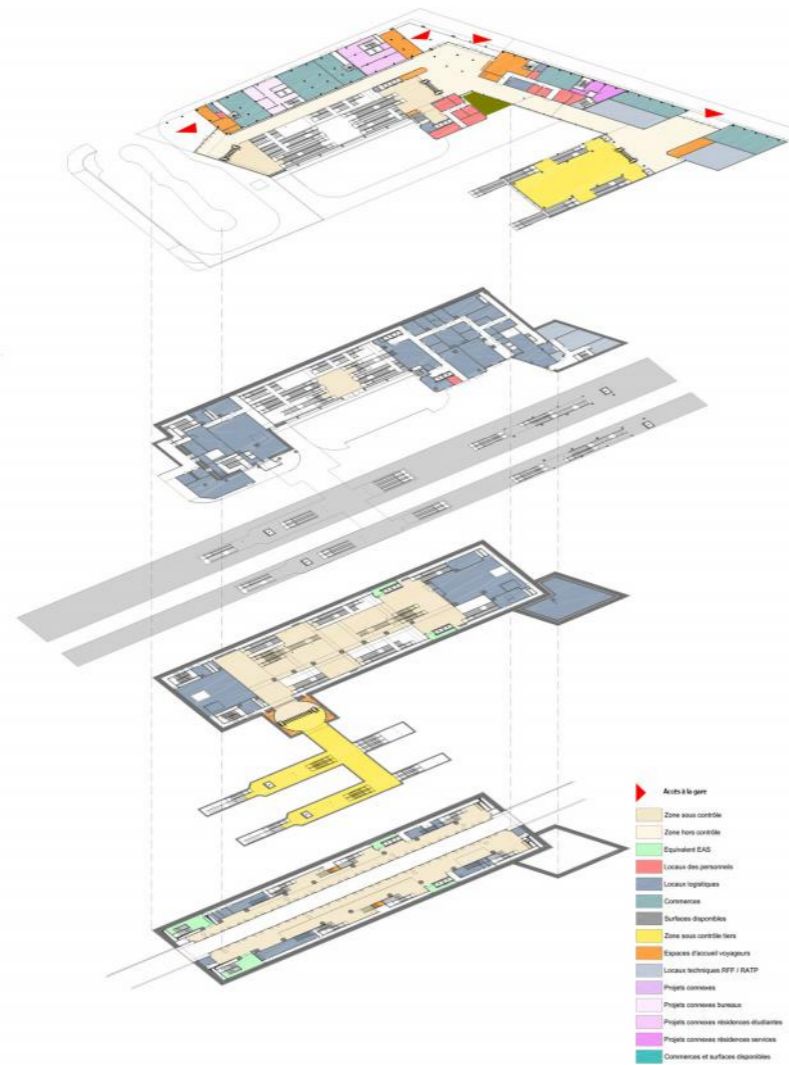 Accès à la gare
Zone sous contrôle
Zone hors contrôle
Equivalent EAS
Locaux des personnels
Locaux logistiques
Commerces
Surfaces disponibles
Zone sous contrôle tiers
Espaces d'accueil voyageurs
Locaux techniques RFF / RATP
Projets connexes
Projets connexes bureaux
Projets connexes résidences étudiantes
Projets connexes résidences services
Commerces et surfaces disponibles